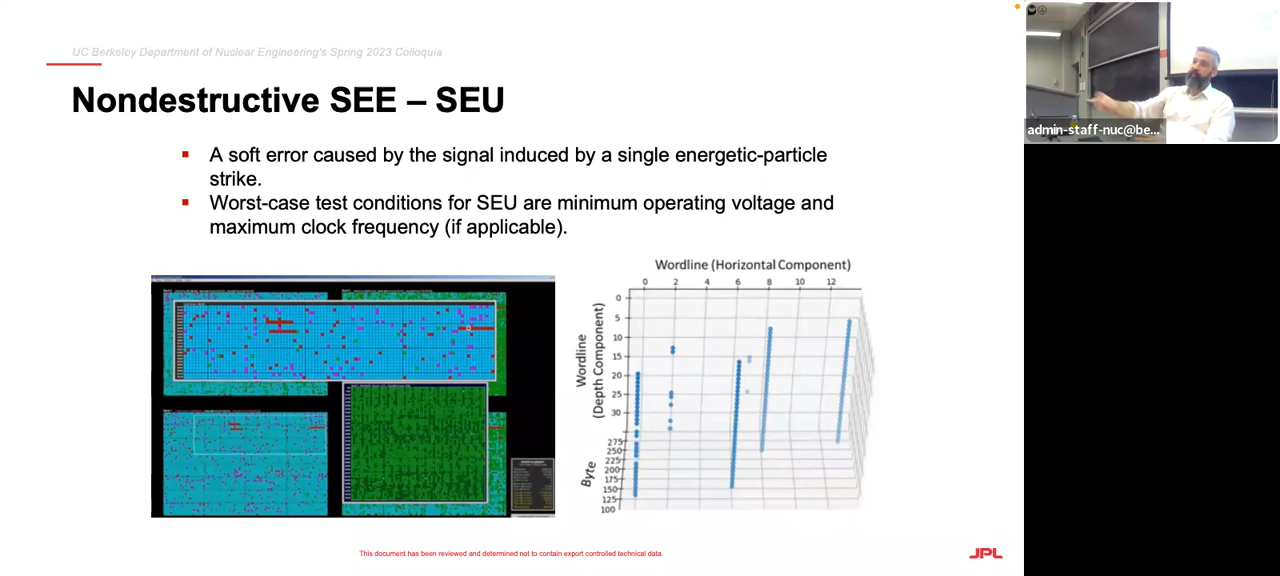 UC Berkeley Department of Nuclear Engineering's Spring 2023 Colloquia
Nondestructive SEE – SEU
A soft error caused by the signal induced by a single energetic-particle
strike.
Worst-case test conditions for SEU are minimum operating voltage and
maximum clock frequency (if applicable).
Wordline (Horizontal Component)
0 2 4 6 8 10 12
Wordline
(Depth Component)
0
5
10
15
20
25
30
Byte
275
250
225
200
175
150
125
100
This document has been reviewed and determined not to contain export controlled technical data.
JPL
admin-staff-nuc@be...